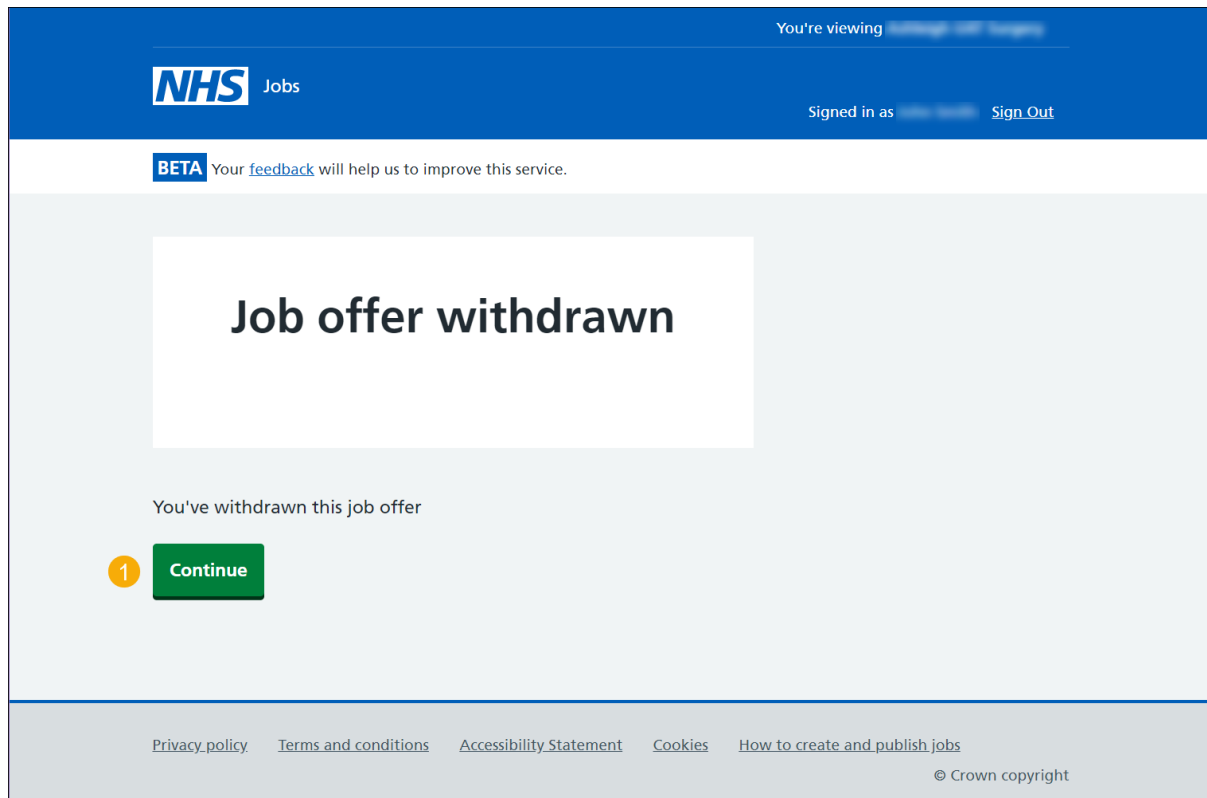 You're viewing
NHS Jobs
Signed in as Sign Out
BETA Your feedback will help us to improve this service.
Job offer withdrawn
You've withdrawn this job offer
1 Continue
Privacy policy Terms and conditions Accessibility Statement Cookies How to create and publish jobs
© Crown copyright